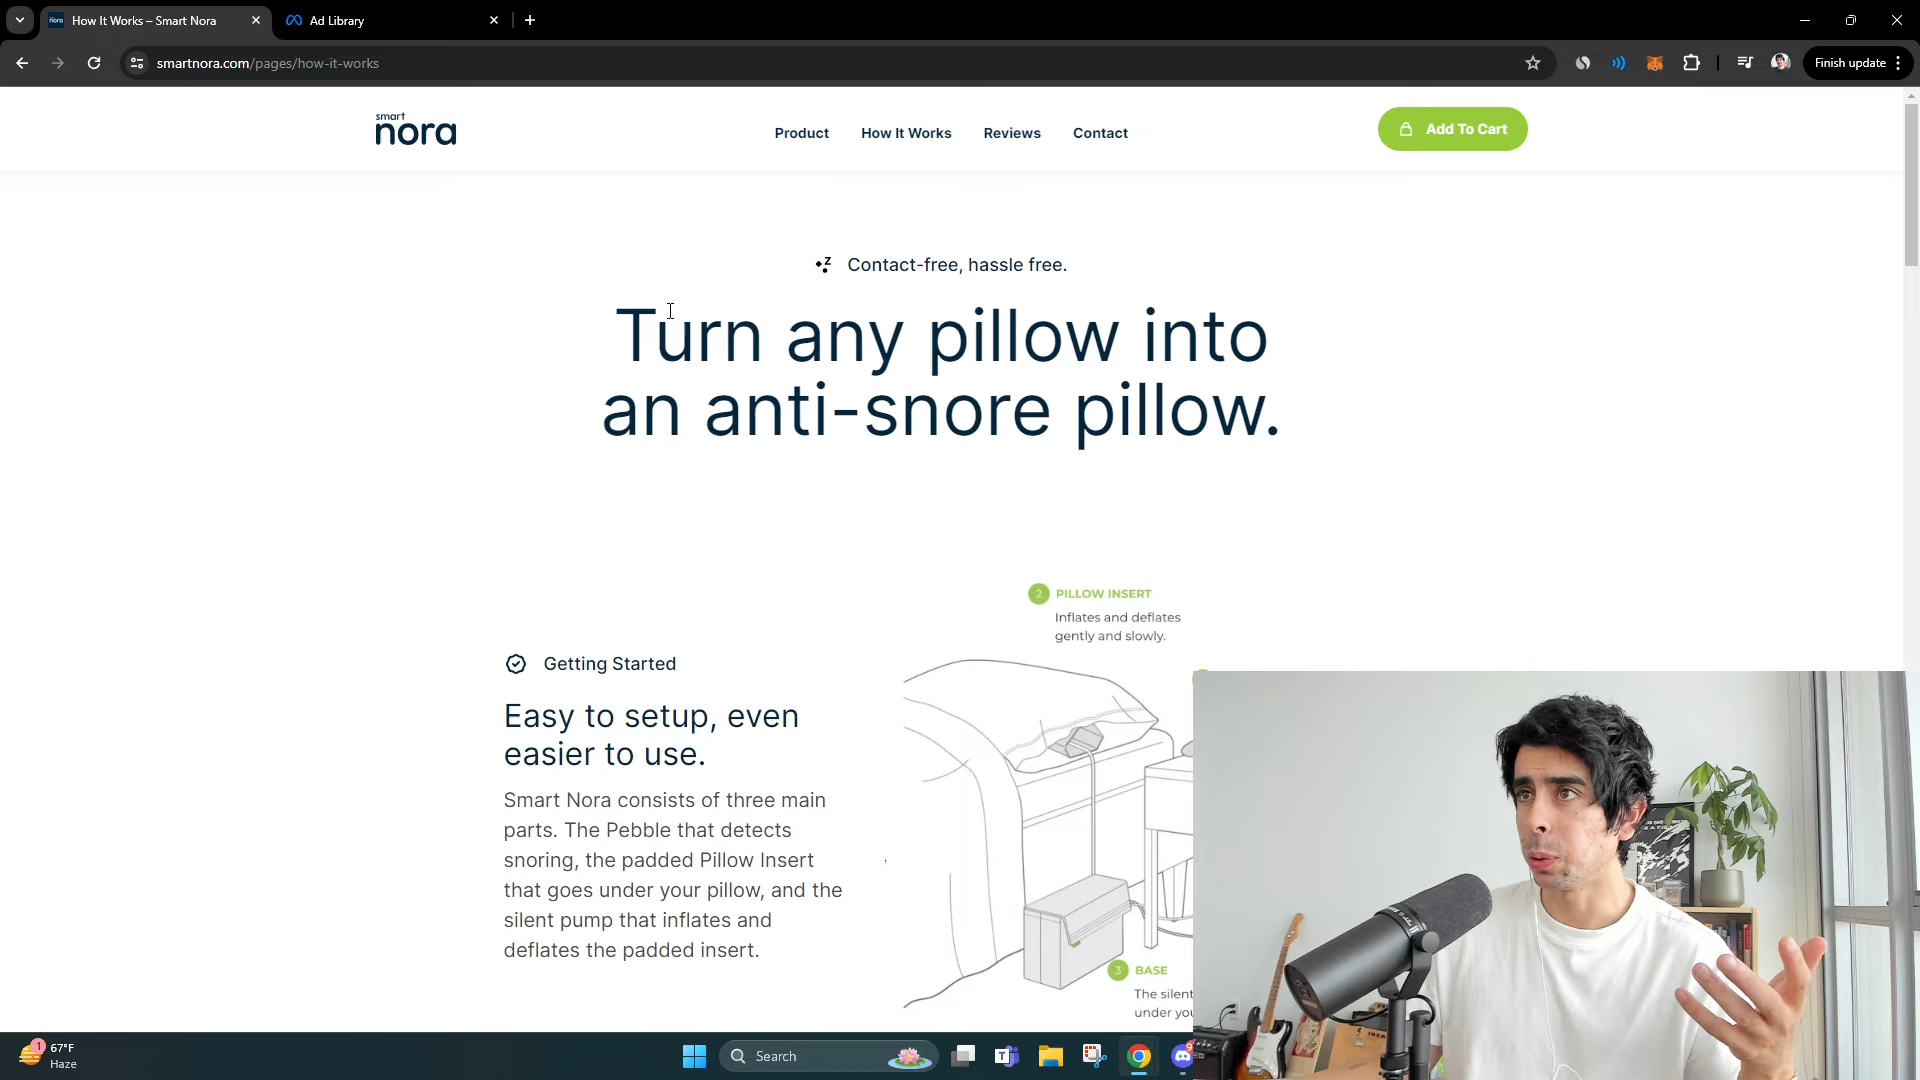 How It Works – Smart Nora
Ad Library
smartnora.com/pages/how-it-works
Finish update
smart
nora
Product
How It Works
Reviews
Contact
Add To Cart
Contact-free, hassle free.
Turn any pillow into
an anti-snore pillow.
2 PILLOW INSERT
Inflates and deflates
gently and slowly.
Getting Started
Easy to setup, even
easier to use.
Smart Nora consists of three main
parts. The Pebble that detects
snoring, the padded Pillow Insert
that goes under your pillow, and the
silent pump that inflates and
deflates the padded insert.
3 BASE
The silent
under you
1
67°F
Haze
Search
9